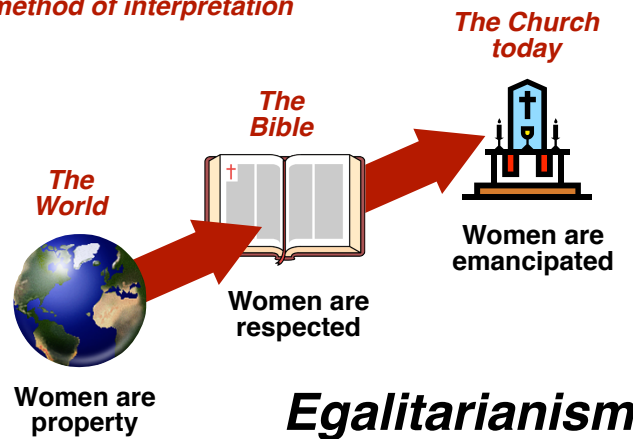 method of interpretation
The Church
today
The
Bible
The
World
Women are
emancipated
Women are
respected
Women are
property
Egalitarianism